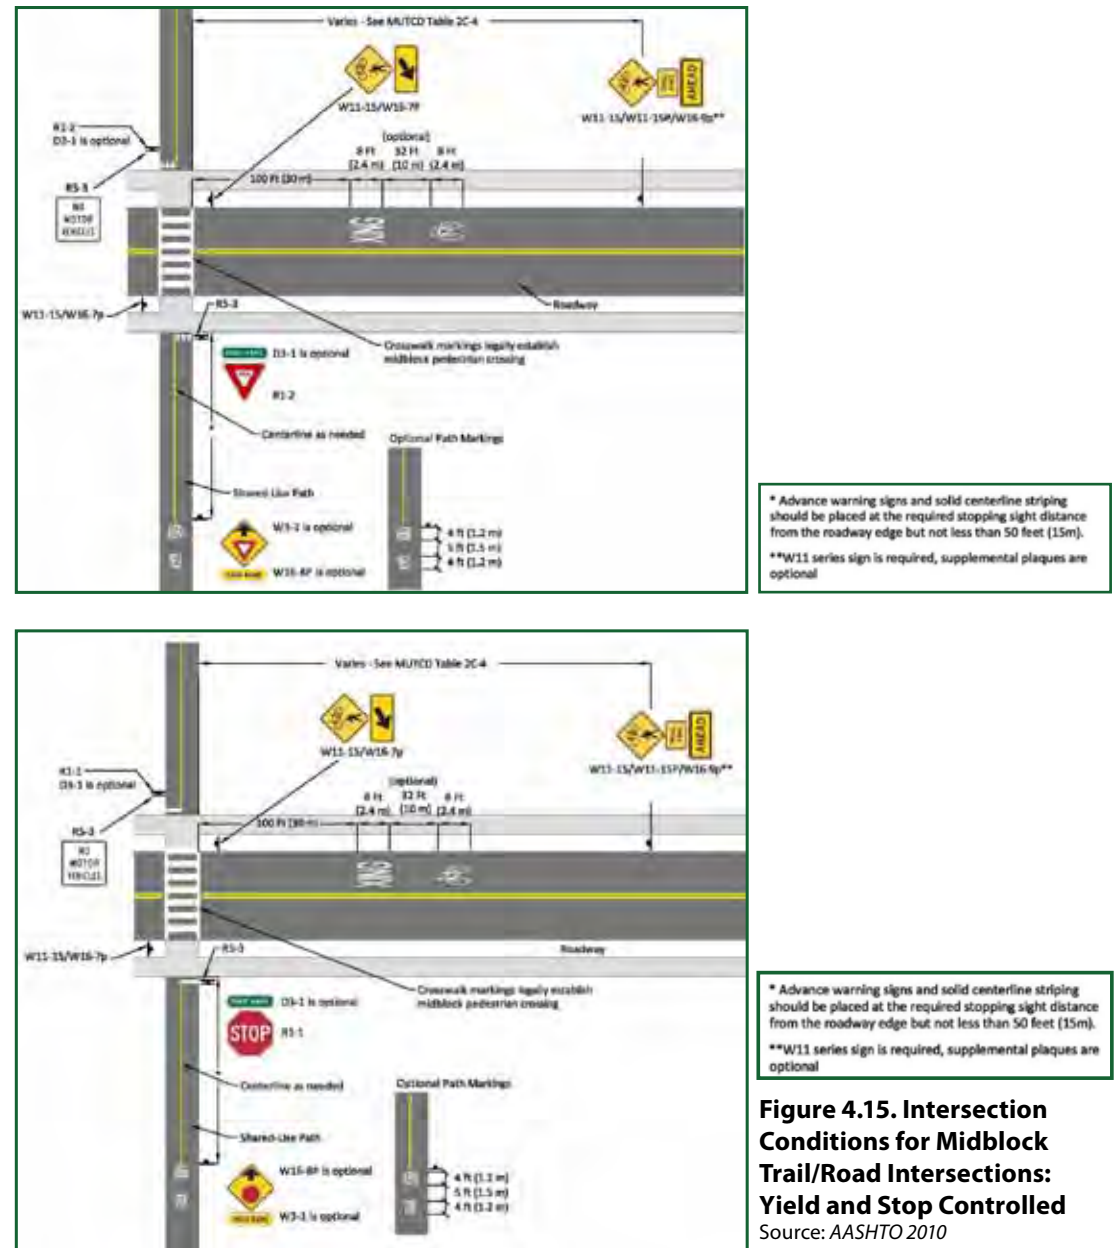 Varies - See MUTCD Table 2C-4
AHEAD
W11-15/W16-7P
W11-15/W11-15P/W16-9p**
R1-2
D3-1 is optional
(optional)
8 Ft 32 Ft 8 Ft
(2.4 m) (10 m) (2.4 m)
100 Ft (30 m)
R5-3
NO
MOTOR
VEHICLES
XING
W11-15/W16-7p
R5-3
Roadway
Crosswalk markings legally establish
midblock pedestrian crossing
D3-1 is optional
R1-2
Centerline as needed
Optional Path Markings
Shared-Use Path
W3-2 is optional
W16-8P is optional
4 ft (1.2 m)
5 ft (1.5 m)
4 ft (1.2 m)
* Advance warning signs and solid centerline striping
should be placed at the required stopping sight distance
from the roadway edge but not less than 50 feet (15m).
**W11 series sign is required, supplemental plaques are
optional
Varies - See MUTCD Table 2C-4
AHEAD
W11-15/W16-7p
W11-15/W11-15P/W16-9p**
R1-1
D3-1 is optional
(optional)
8 Ft 32 Ft 8 Ft
(2.4 m) (10 m) (2.4 m)
100 Ft (30 m)
R5-3
NO
MOTOR
VEHICLES
XING
W11-15/W16-7p
R5-3
Roadway
Crosswalk markings legally establish
midblock pedestrian crossing
D3-1 is optional
STOP
R1-1
Centerline as needed
Optional Path Markings
Shared-Use Path
W16-8P is optional
W3-1 is optional
4 ft (1.2 m)
5 ft (1.5 m)
4 ft (1.2 m)
* Advance warning signs and solid centerline striping
should be placed at the required stopping sight distance
from the roadway edge but not less than 50 feet (15m).
**W11 series sign is required, supplemental plaques are
optional
Figure 4.15. Intersection
Conditions for Midblock
Trail/Road Intersections:
Yield and Stop Controlled
Source: AASHTO 2010